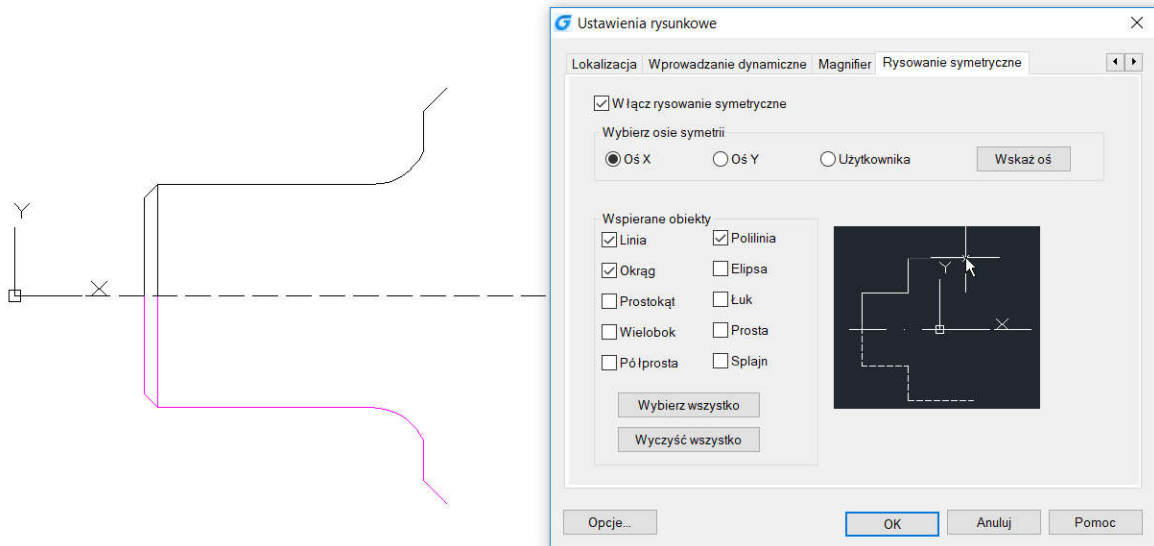 Ustawienia rysunkowe
Lokalizacja Wprowadzanie dynamiczne Magnifier Rysowanie symetryczne
Włącz rysowanie symetryczne
Wybierz osie symetrii
Oś X Oś Y Użytkownika Wskaż oś
Wspierane obiekty
Linia Polilinia
Okrąg Elipsa
Prostokąt Łuk
Wielobok Prosta
Półprosta Splajn
Wybierz wszystko
Wyczyść wszystko
Y
X
Opcje... OK Anuluj Pomoc
Y
X